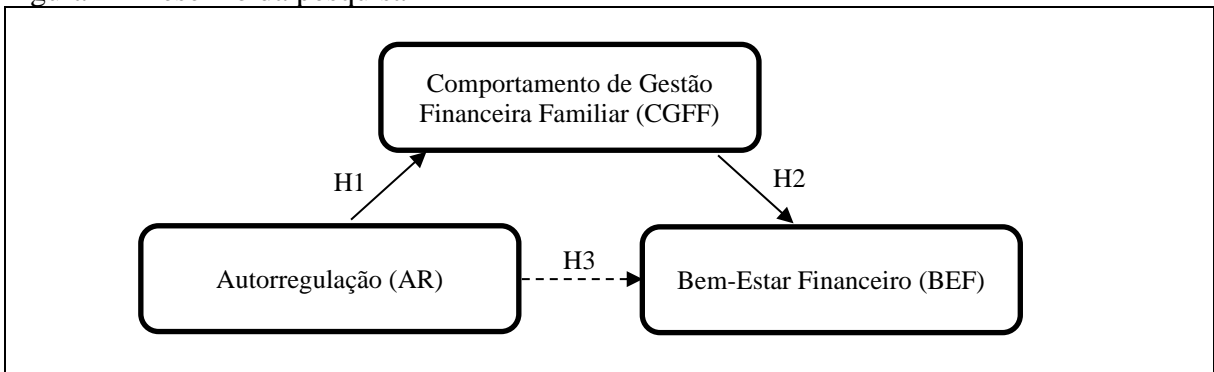 Comportamento de Gestão
Financeira Familiar (CGFF)
H1
H2
Autorregulação (AR)
H3
Bem-Estar Financeiro (BEF)